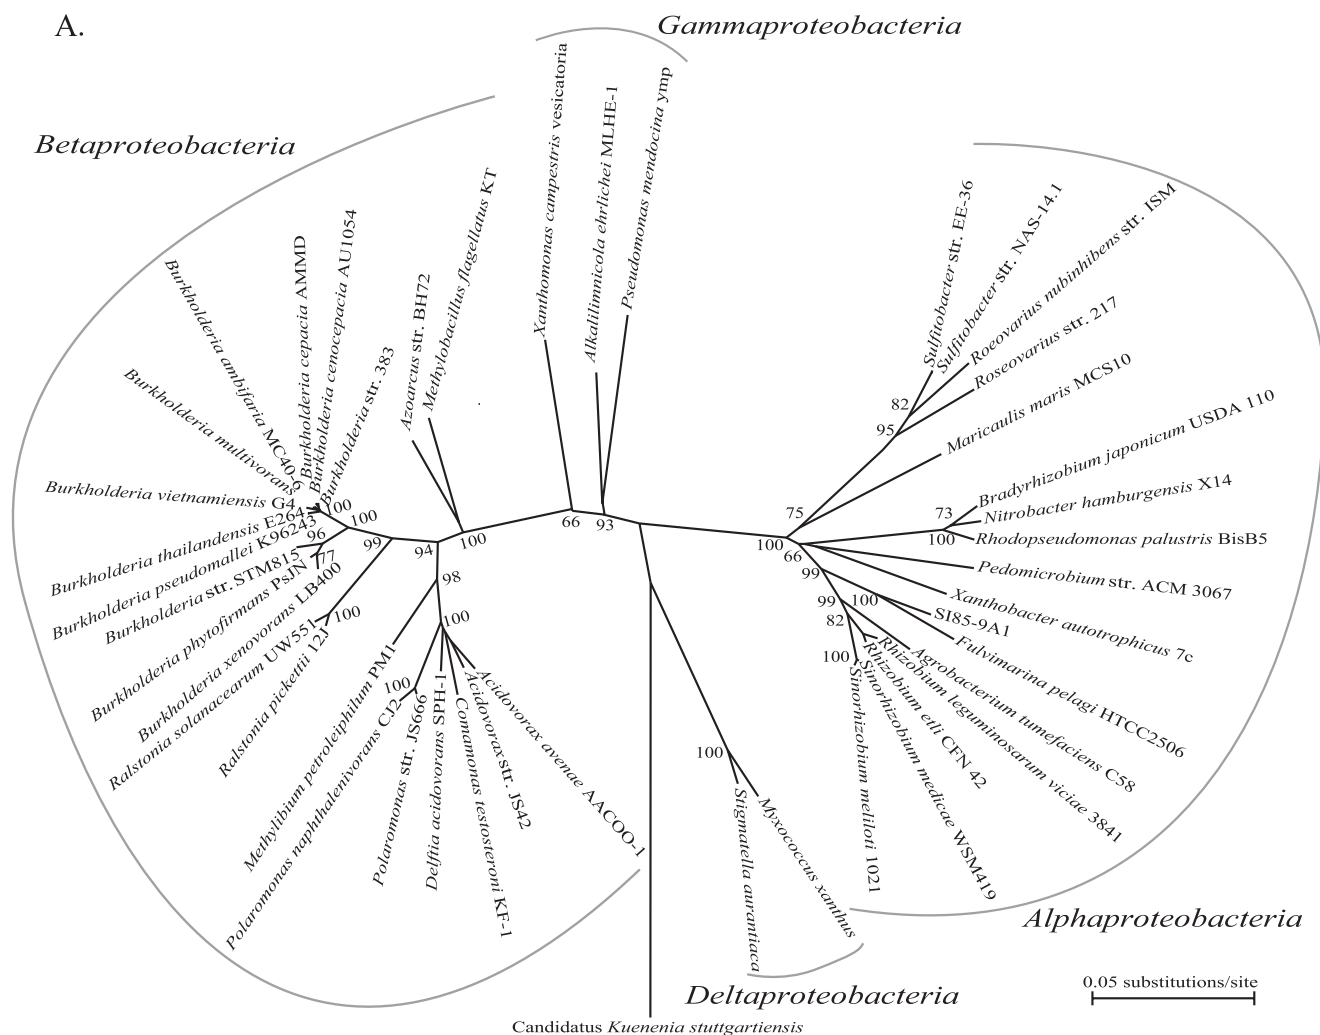 A.
Gammaproteobacteria
Betaproteobacteria
Xanthomonas campestris vesicatoria
Alkalilimnicola ehrlichei MLHE-1
Pseudomonas mendocina ymp
Burkholderia ambifaria MC40-6
Burkholderia cepacia AMMD
Burkholderia cenocepacia AU1054
Burkholderia str. 383
Azoarcus str. BH72
Methylobacillus flagellatus KT
Burkholderia multivorans
Burkholderia vietnamiensis G4
Burkholderia thailandensis E264
Burkholderia pseudomallei K96243
Burkholderia str. STM815
Burkholderia phytofirmans PsJN
Burkholderia xenovorans LB400
Ralstonia solanacearum UW551
Ralstonia pickettii 12J
Methylibium petroleiphilum PM1
Polaromonas naphthalenivorans CJ2
Polaromonas str. JS666
Delftia acidovorans SPH-1
Comamonas testosteroni KF-1
Acidovorax str. JS42
Acidovorax avenae AACOO-1
100
100
96
77
99
100
94
100
98
100
100
66
93
Sulfitobacter str. EE-36
Sulfitobacter str. NAS-14.1
Roeovarius nubinhibens str. ISM
Roseovarius str. 217
Maricaulis maris MCS10
Bradyrhizobium japonicum USDA 110
Nitrobacter hamburgensis X14
Rhodopseudomonas palustris BisB5
Pedomicrobium str. ACM 3067
Xanthobacter autotrophicus 7c
SI85-9A1
Fulvimarina pelagi HTCC2506
Agrobacterium tumefaciens C58
Rhizobium leguminosarum viciae 3841
Rhizobium etli CFN 42
Sinorhizobium medicae WSM419
Sinorhizobium meliloti 1021
82
95
75
73
100
100
66
99
99
100
82
100
100
Stigmatella aurantiaca
Myxococcus xanthus
Alphaproteobacteria
Deltaproteobacteria
0.05 substitutions/site
Candidatus Kuenenia stuttgartiensis